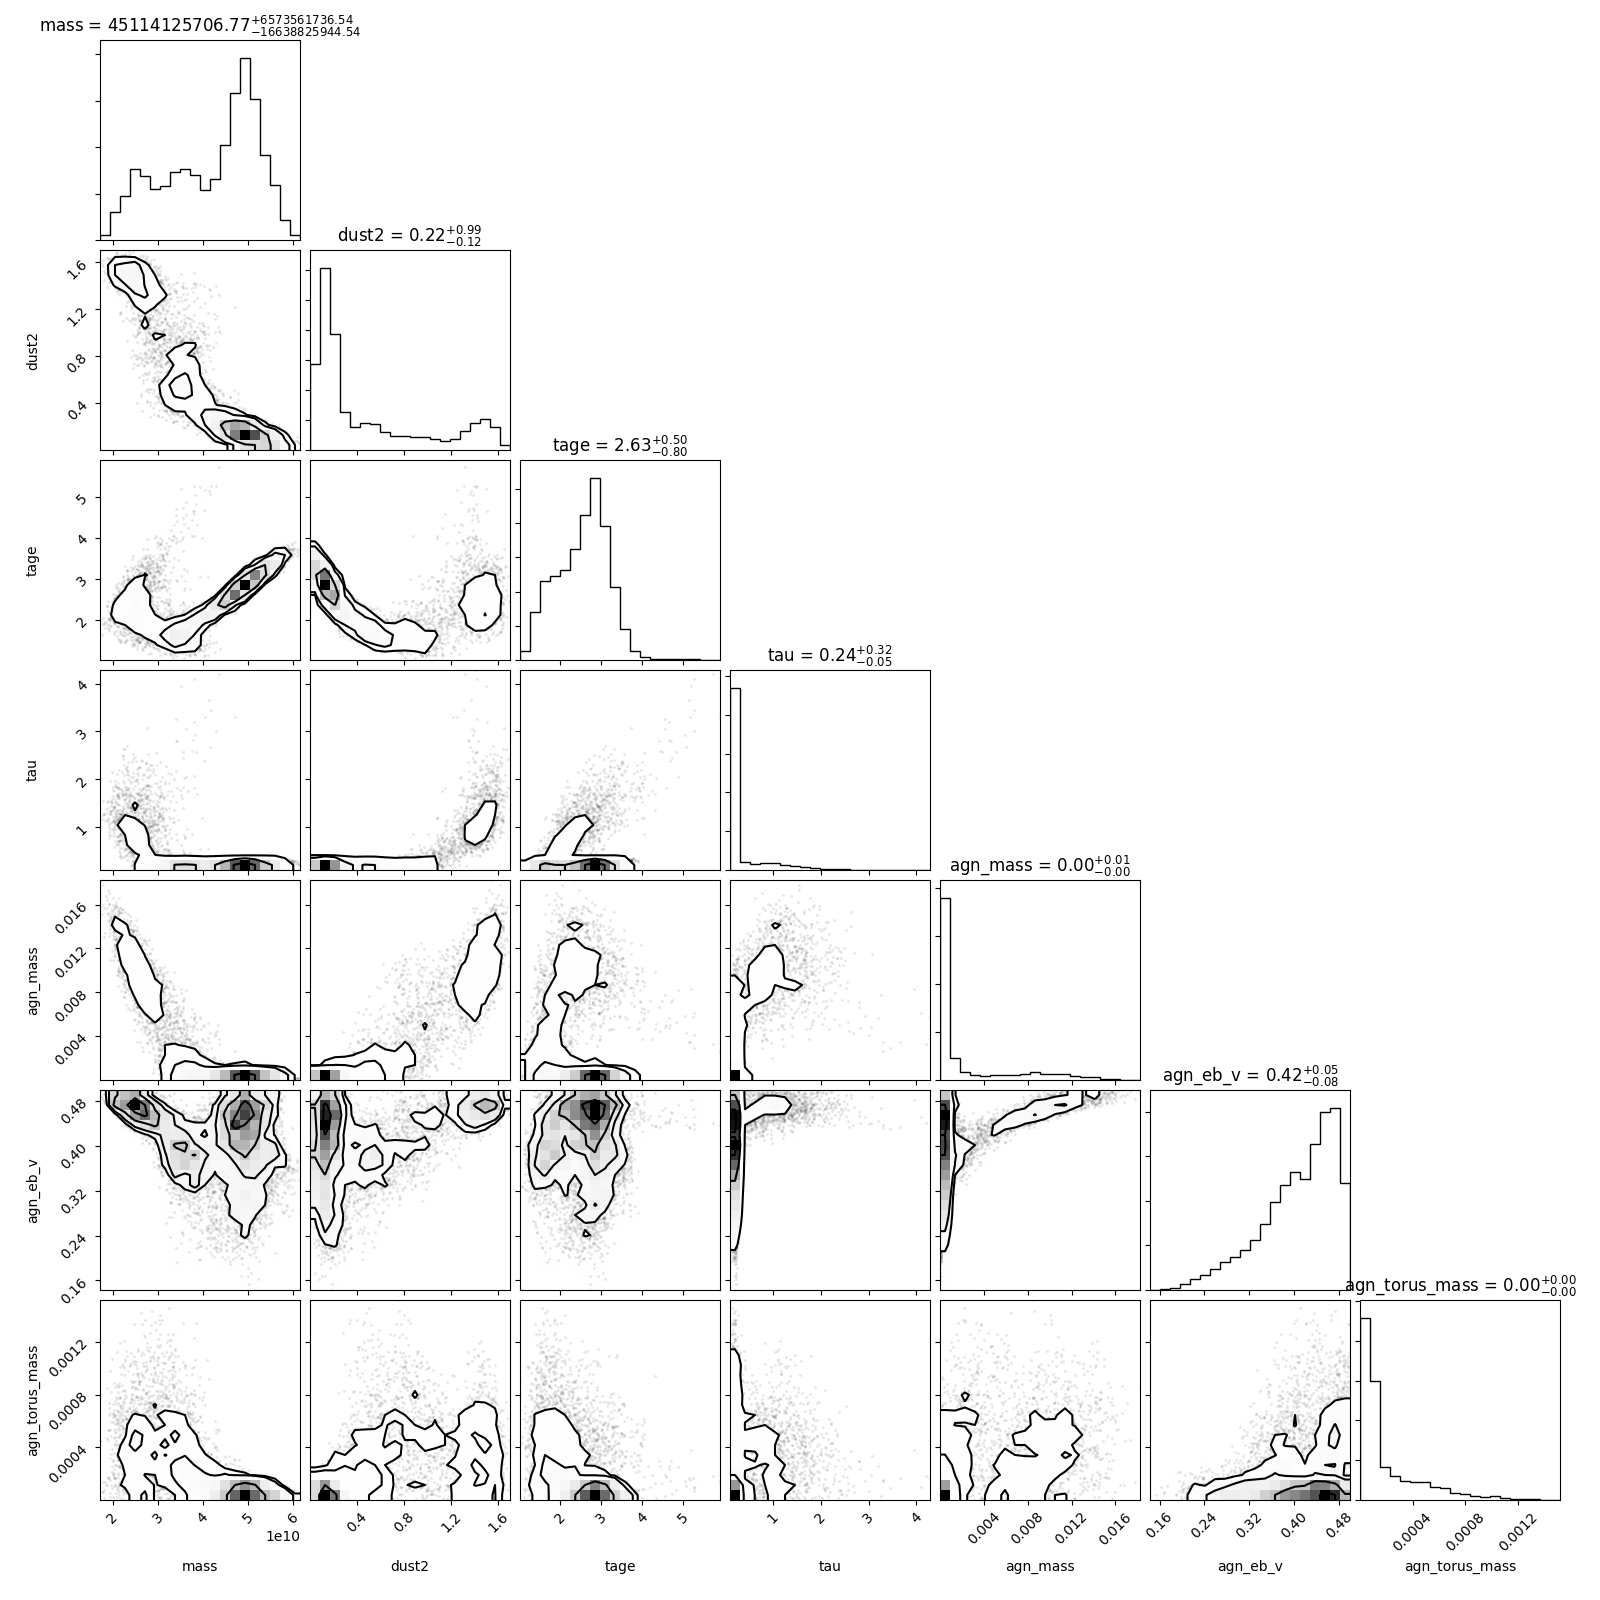 mass = 45114125706.77+6573561736.54 −16638825944.54
dust2 = 0.22+0.99 −0.12
1.6
1.2
0.8
0.4
dust2
tage = 2.63+0.50 −0.80
5
4
3
2
tage
tau = 0.24+0.32 −0.05
4
3
2
1
tau
agn_mass = 0.00+0.01 −0.00
0.016
0.012
0.008
0.004
agn_mass
agn_eb_v = 0.42+0.05 −0.08
0.48
0.40
0.32
0.24
0.16
agn_eb_v
agn_torus_mass = 0.00+0.00 −0.00
0.0012
0.0008
0.0004
agn_torus_mass
2 3 4 5 6 0.4 0.8 1.2 1.6 2 3 4 5 1 2 3 4 0.004 0.008 0.012 0.016 0.16 0.24 0.32 0.40 0.48 0.0004 0.0008 0.0012
1e10
mass dust2 tage tau agn_mass agn_eb_v agn_torus_mass